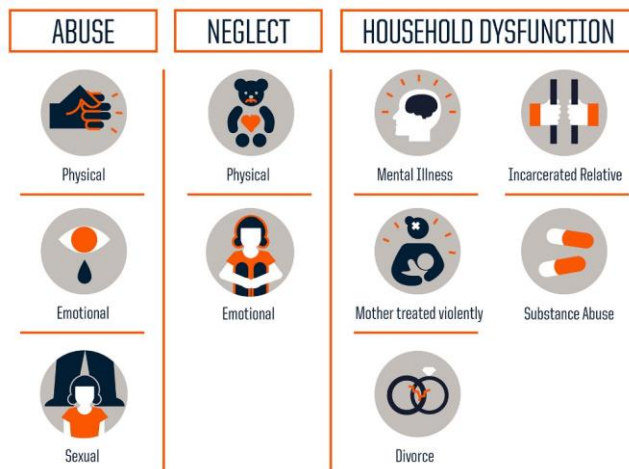 ABUSE
NEGLECT
HOUSEHOLD DYSFUNCTION
Physical
Physical
Mental Illness
Incarcerated Relative
Emotional
Emotional
Mother treated violently
Substance Abuse
Sexual
Divorce